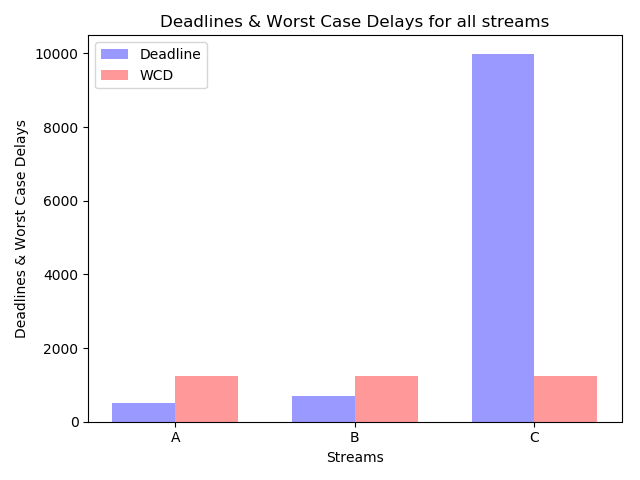 Deadlines & Worst Case Delays for all streams
Deadline
WCD
10000
8000
6000
4000
2000
0
Deadlines & Worst Case Delays
A
B
C
Streams